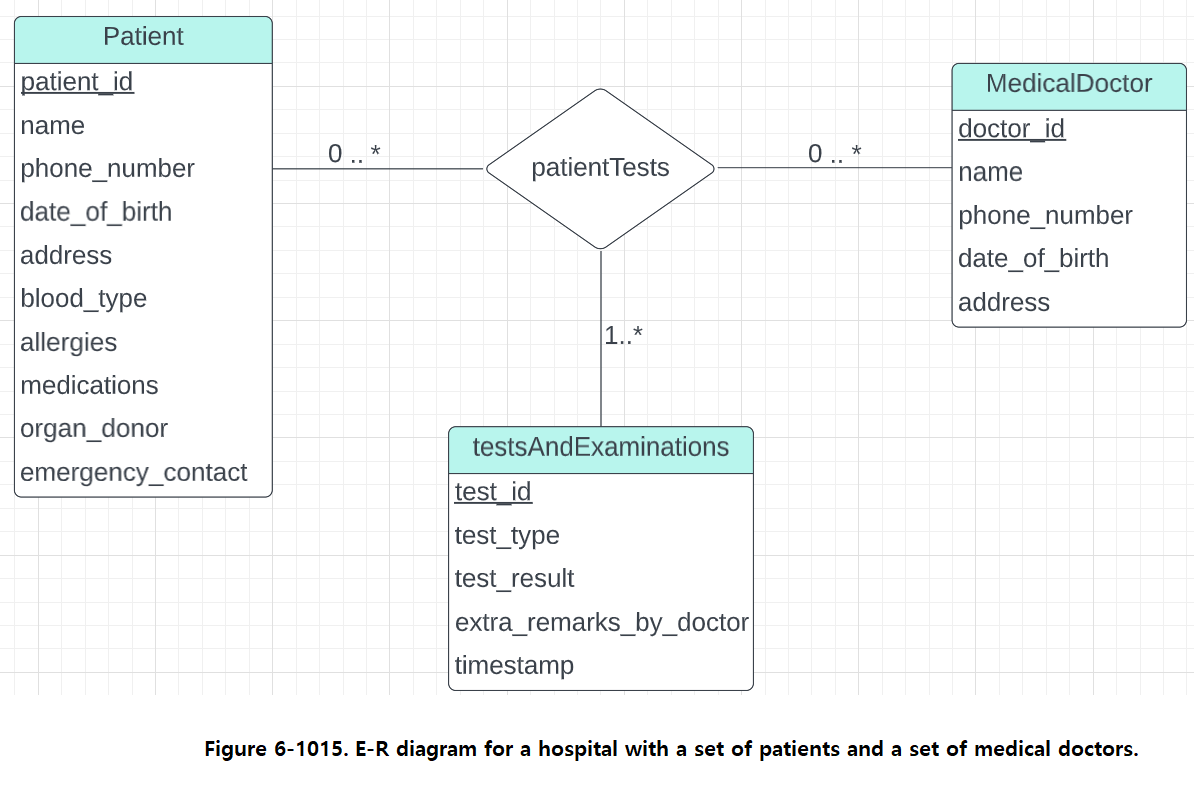 Patient
patient_id
name
phone_number
date_of_birth
address
blood_type
allergies
medications
organ_donor
emergency_contact
0 .. *
patientTests
0 .. *
1..*
MedicalDoctor
doctor_id
name
phone_number
date_of_birth
address
testsAndExaminations
test_id
test_type
test_result
extra_remarks_by_doctor
timestamp
Figure 6-1015. E-R diagram for a hospital with a set of patients and a set of medical doctors.